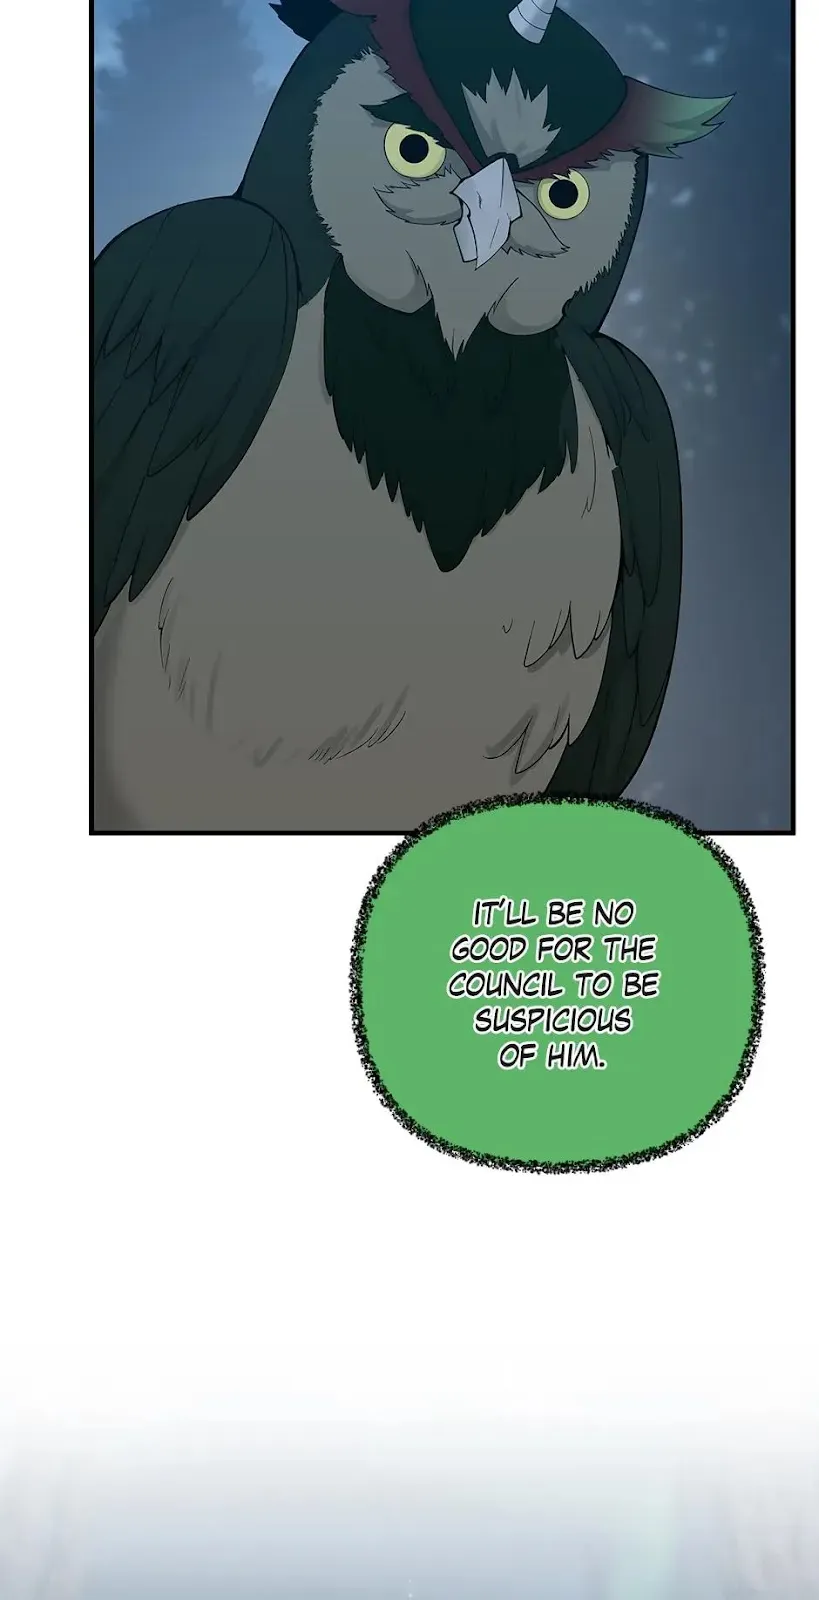 IT'LL BE NO
GOOD FOR THE
COUNCIL TO BE
SUSPICIOUS
OF HIM.